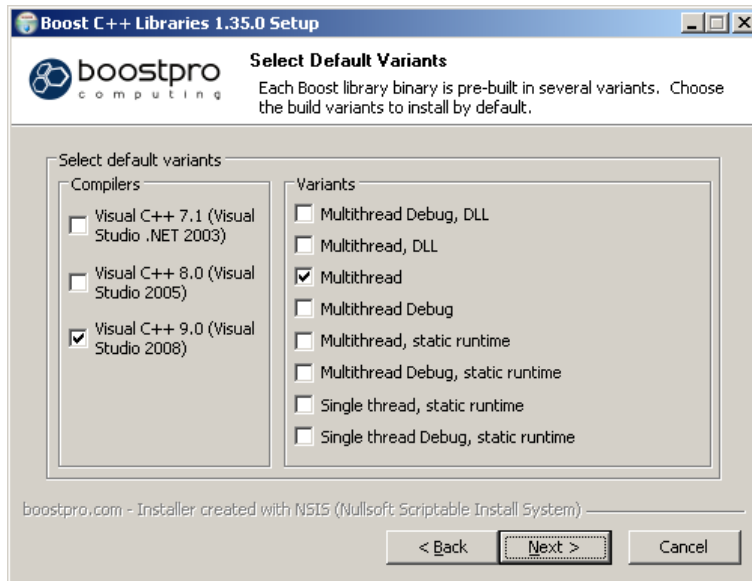 Boost C++ Libraries 1.35.0 Setup
boostpro
computing
Select Default Variants
Each Boost library binary is pre-built in several variants. Choose
the build variants to install by default.
Select default variants
Compilers
Visual C++ 7.1 (Visual
Studio .NET 2003)
Visual C++ 8.0 (Visual
Studio 2005)
Visual C++ 9.0 (Visual
Studio 2008)
Variants
Multithread Debug, DLL
Multithread, DLL
Multithread
Multithread Debug
Multithread, static runtime
Multithread Debug, static runtime
Single thread, static runtime
Single thread Debug, static runtime
boostpro.com - Installer created with NSIS (Nullsoft Scriptable Install System)
< Back
Next >
Cancel